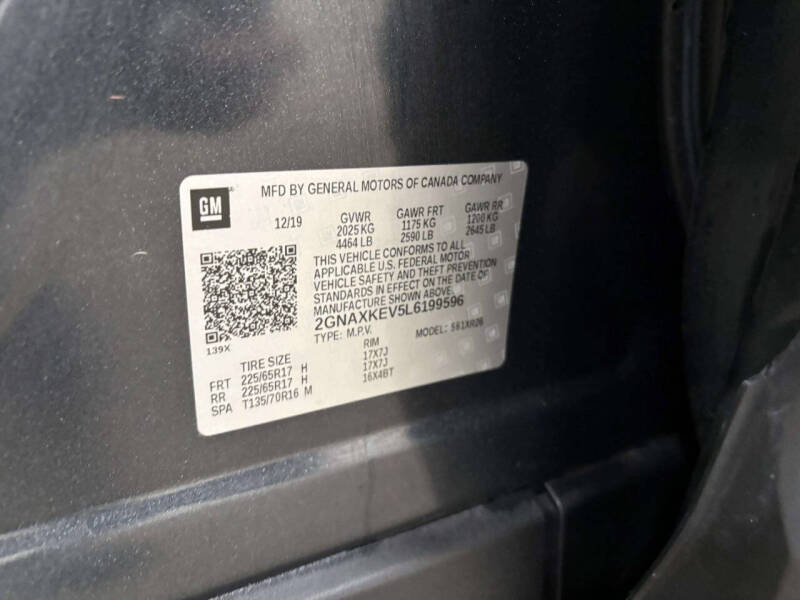 GM
MFD BY GENERAL MOTORS OF CANADA COMPANY
12/19 GVWR GAWR FRT GAWR RR
2025 KG 1175 KG 1200 KG
4464 LB 2590 LB 2645 LB
THIS VEHICLE CONFORMS TO ALL
APPLICABLE U.S. FEDERAL MOTOR
VEHICLE SAFETY AND THEFT PREVENTION
STANDARDS IN EFFECT ON THE DATE OF
MANUFACTURE SHOWN ABOVE.
2GNAXKEV5L6199596
TYPE: M.P.V. MODEL: 561XR26
139X
TIRE SIZE RIM
FRT 225/65R17 H 17X7J
RR 225/65R17 H 17X7J
SPA T135/70R16 M 16X4BT